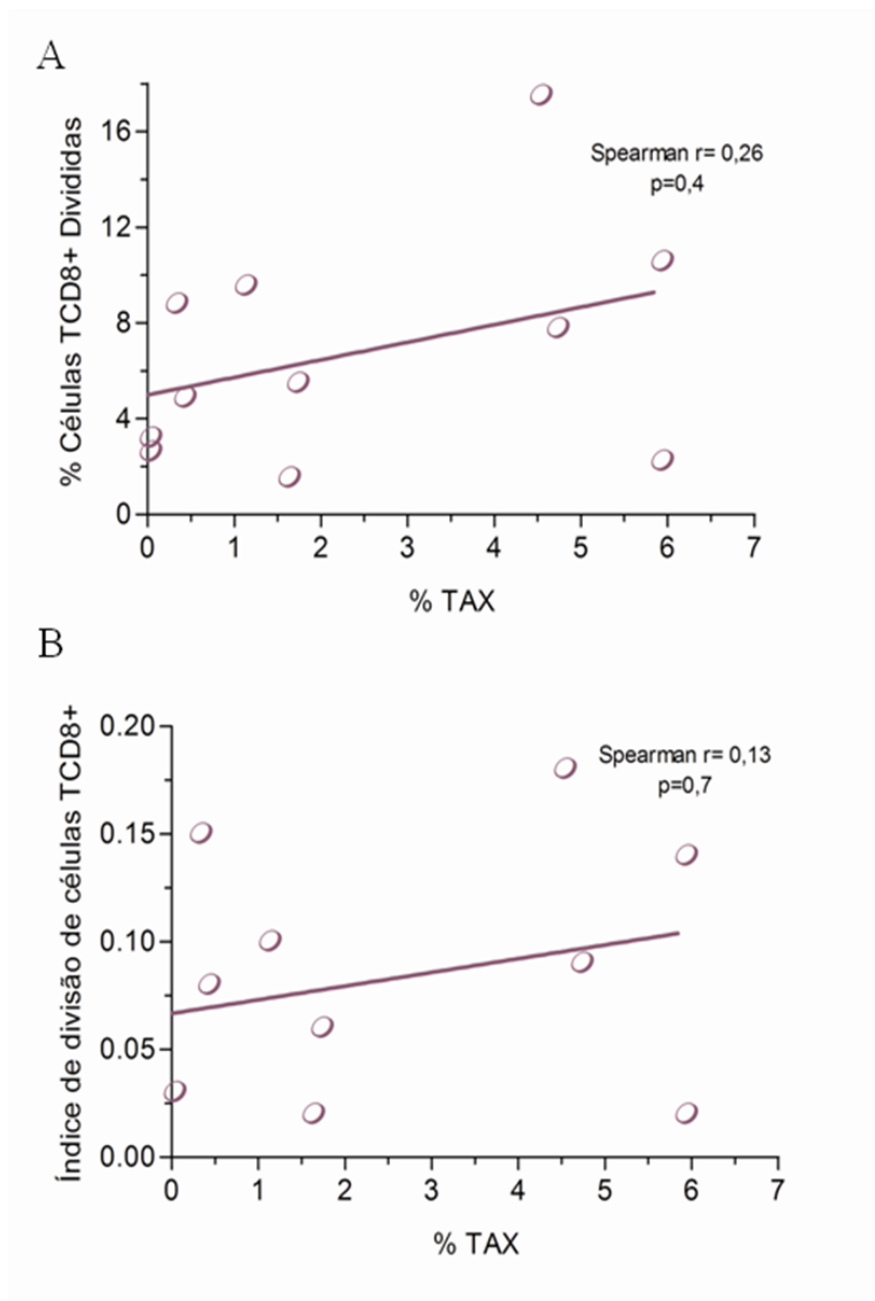 A
% Células TCD8+ Divididas
16
12
8
4
0
Spearman r= 0,26
p=0,4
0 1 2 3 4 5 6 7
% TAX
B
Índice de divisão de células TCD8+
0.20
0.15
0.10
0.05
0.00
Spearman r= 0,13
p=0,7
0 1 2 3 4 5 6 7
% TAX